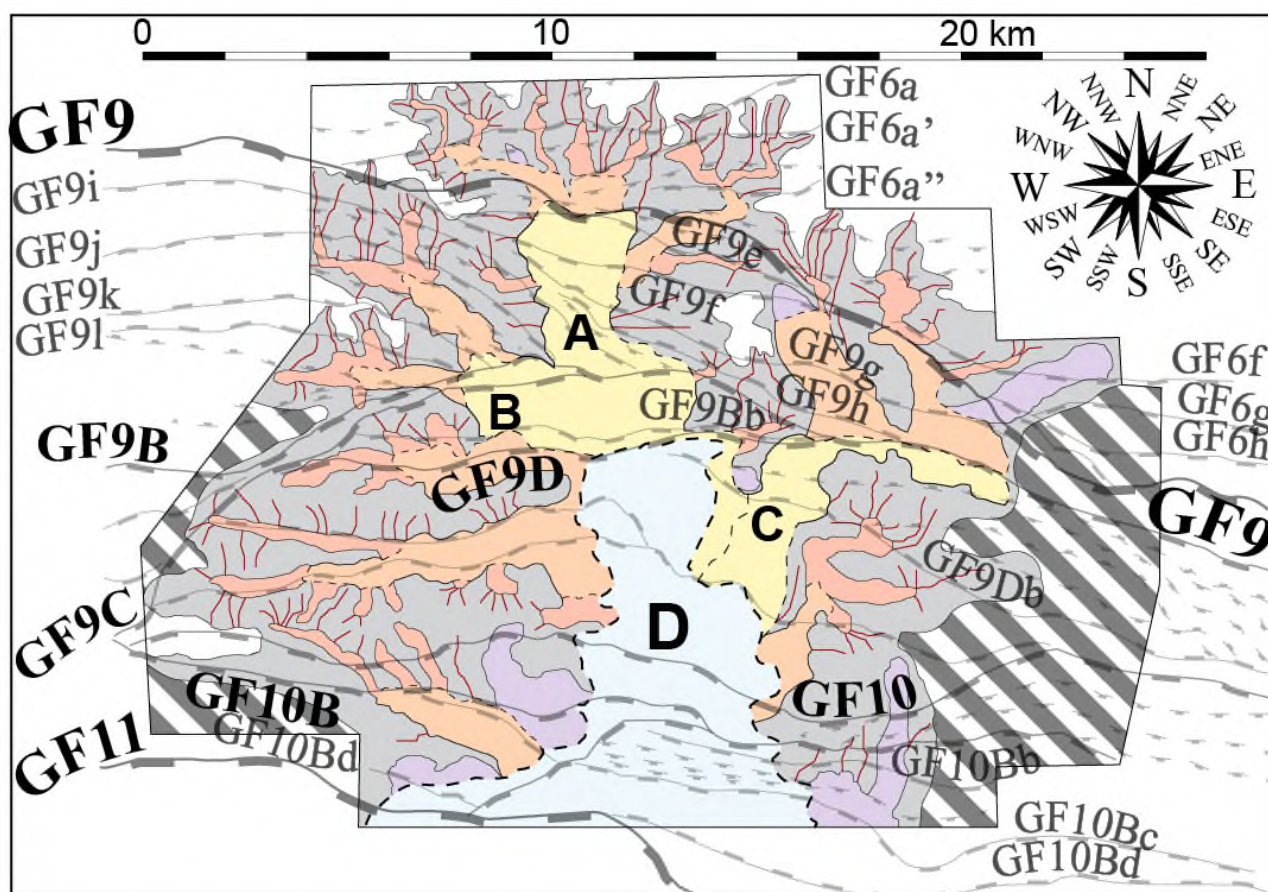 0 10 20 km
GF9
GF9i
GF9j
GF9k
GF9l
GF9B
GF9C
GF11
GF6a
GF6a’
GF6a”
N
NNE
NE
ENE
E
ESE
SE
SSE
S
SSW
SW
WSW
W
WNW
NW
NNW
GF9e
GF9f
GF9g
GF9h
GF9Bb
GF6f
GF6g
GF6h
GF9
A
B
C
D
GF9D
GF9Db
GF10B
GF10Bd
GF10
GF10Bb
GF10Bc
GF10Bd